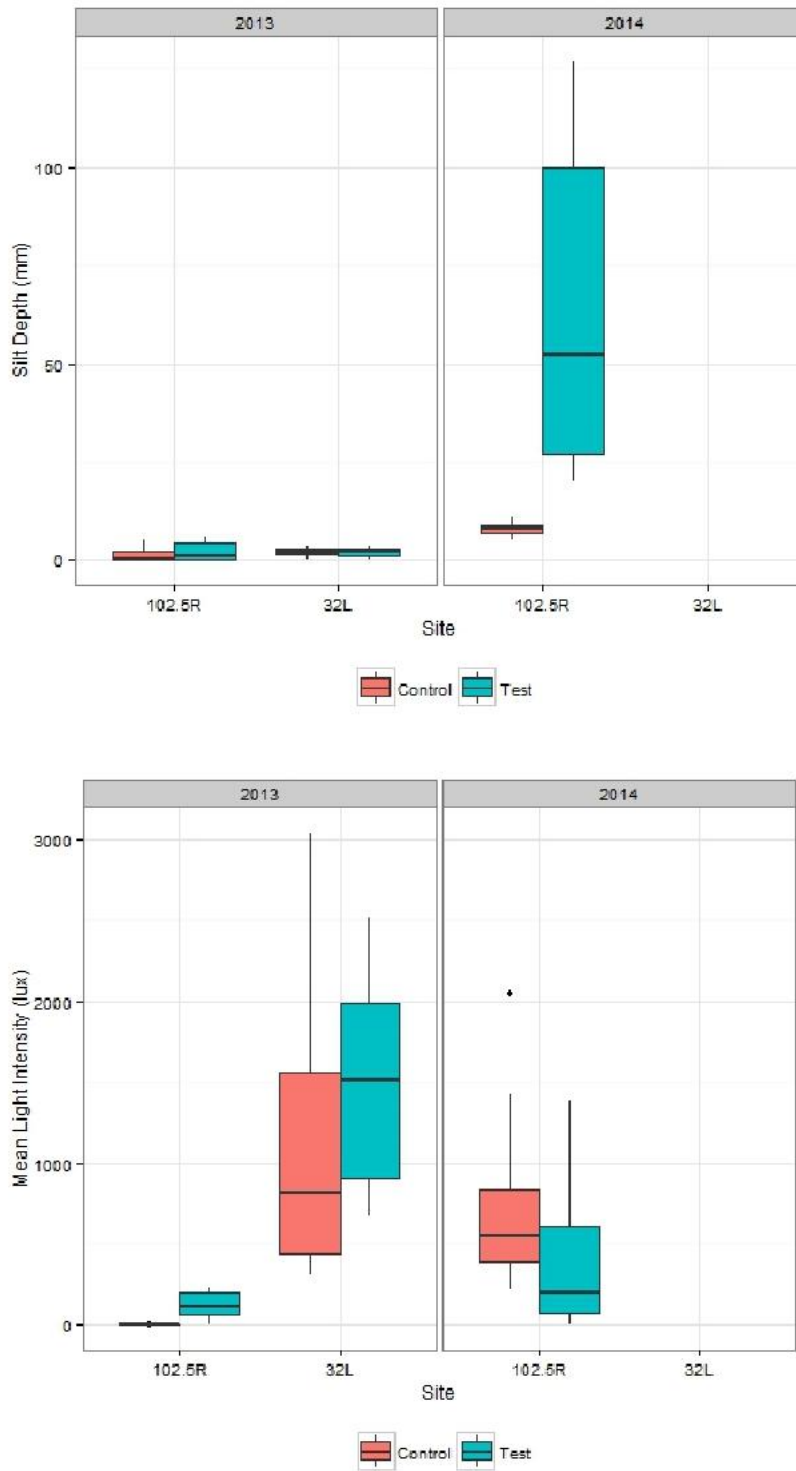 2013 2014
100
50
0
Silt Depth (mm)
102.5R 32L 102.5R 32L
Site
Control Test
2013 2014
3000
2000
1000
0
Mean Light Intensity (lux)
102.5R 32L 102.5R 32L
Site
Control Test